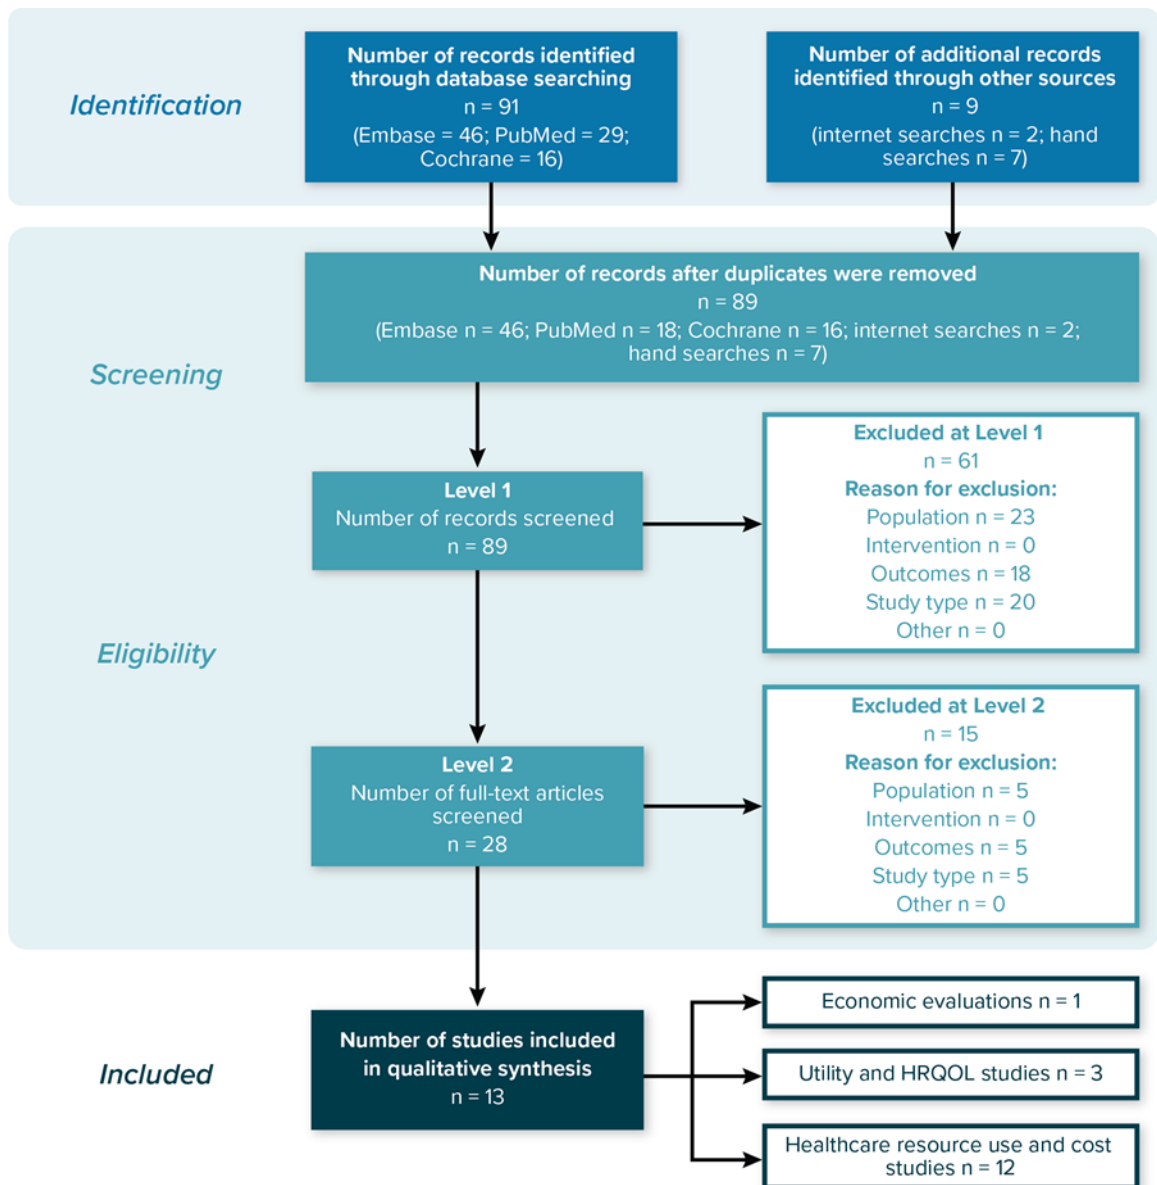 Identification
Number of records identified
through database searching
n = 91
(Embase = 46; PubMed = 29;
Cochrane = 16)
Number of additional records
identified through other sources
n = 9
(internet searches n = 2; hand
searches n = 7)
Screening
Number of records after duplicates were removed
n = 89
(Embase n = 46; PubMed n = 18; Cochrane n = 16; internet searches n = 2;
hand searches n = 7)
Level 1
Number of records screened
n = 89
Excluded at Level 1
n = 61
Reason for exclusion:
Population n = 23
Intervention n = 0
Outcomes n = 18
Study type n = 20
Other n = 0
Eligibility
Level 2
Number of full-text articles
screened
n = 28
Excluded at Level 2
n = 15
Reason for exclusion:
Population n = 5
Intervention n = 0
Outcomes n = 5
Study type n = 5
Other n = 0
Included
Number of studies included
in qualitative synthesis
n = 13
Economic evaluations n = 1
Utility and HRQOL studies n = 3
Healthcare resource use and cost
studies n = 12